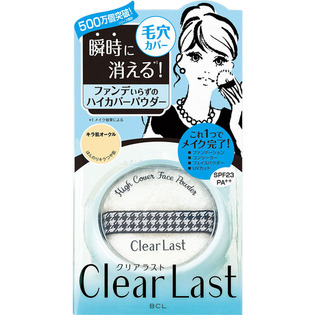 500万個突破!
毛穴
カバー
瞬時に
消える!
ファンデいらずの
ハイカバーパウダー
キラ肌オークル
これ1つで
メイク完了!
SPF23
PA++
High Cover Face Powder
Clear Last
クリアラスト
Clear Last
BCL